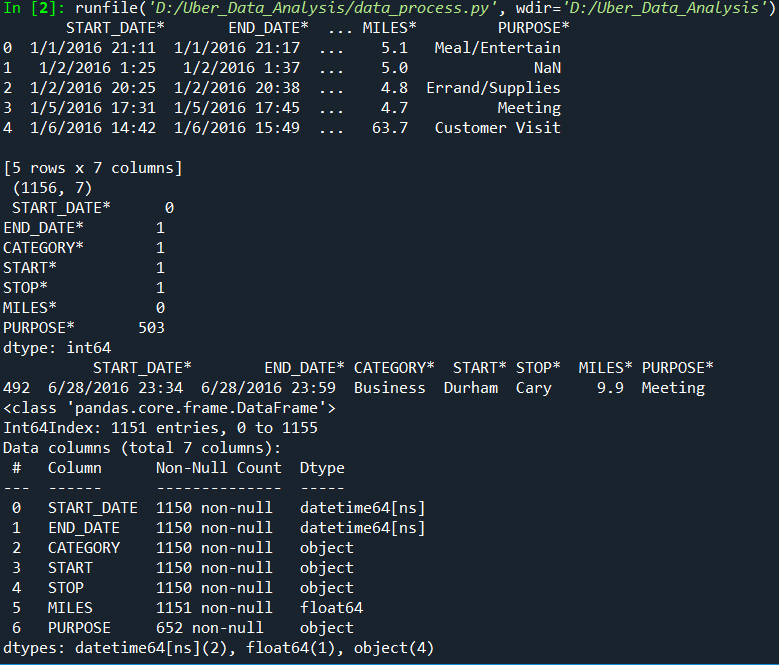 In [2]: runfile('D:/Uber_Data_Analysis/data_process.py', wdir='D:/Uber_Data_Analysis')
       START_DATE*       END_DATE*  ... MILES*         PURPOSE*
0  1/1/2016 21:11  1/1/2016 21:17  ...    5.1   Meal/Entertain
1   1/2/2016 1:25   1/2/2016 1:37  ...    5.0              NaN
2  1/2/2016 20:25  1/2/2016 20:38  ...    4.8  Errand/Supplies
3  1/5/2016 17:31  1/5/2016 17:45  ...    4.7          Meeting
4  1/6/2016 14:42  1/6/2016 15:49  ...   63.7   Customer Visit
[5 rows x 7 columns]
 (1156, 7)
 START_DATE*      0
END_DATE*        1
CATEGORY*        1
START*           1
STOP*            1
MILES*           0
PURPOSE*       503
dtype: int64
          START_DATE*        END_DATE* CATEGORY*  START* STOP*  MILES* PURPOSE*
492  6/28/2016 23:34  6/28/2016 23:59  Business  Durham  Cary     9.9  Meeting
<class 'pandas.core.frame.DataFrame'>
Int64Index: 1151 entries, 0 to 1155
Data columns (total 7 columns):
 #   Column      Non-Null Count  Dtype
---  ------      --------------  -----
 0   START_DATE  1150 non-null   datetime64[ns]
 1   END_DATE    1150 non-null   datetime64[ns]
 2   CATEGORY    1150 non-null   object
 3   START       1150 non-null   object
 4   STOP        1150 non-null   object
 5   MILES       1151 non-null   float64
 6   PURPOSE     652 non-null    object
dtypes: datetime64[ns](2), float64(1), object(4)